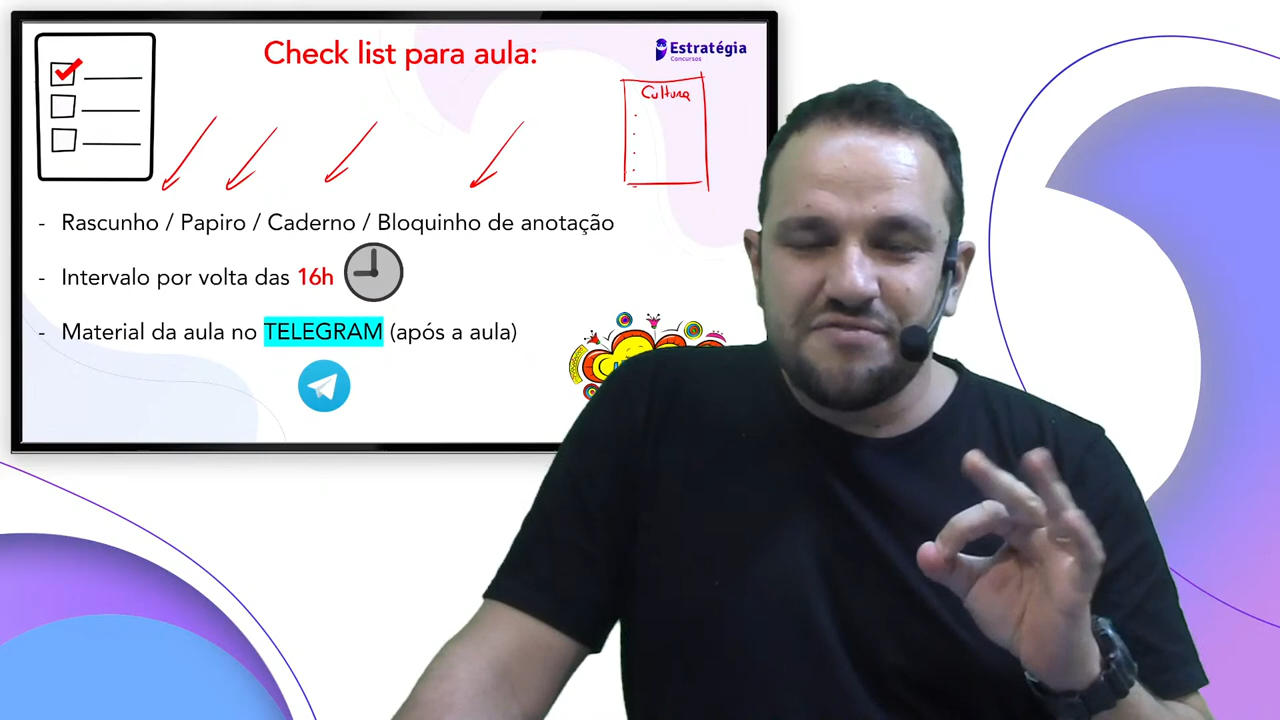 Check list para aula:
Estratégia
Concursos
Cultura
- Rascunho / Papiro / Caderno / Bloquinho de anotação
- Intervalo por volta das 16h
- Material da aula no TELEGRAM (após a aula)